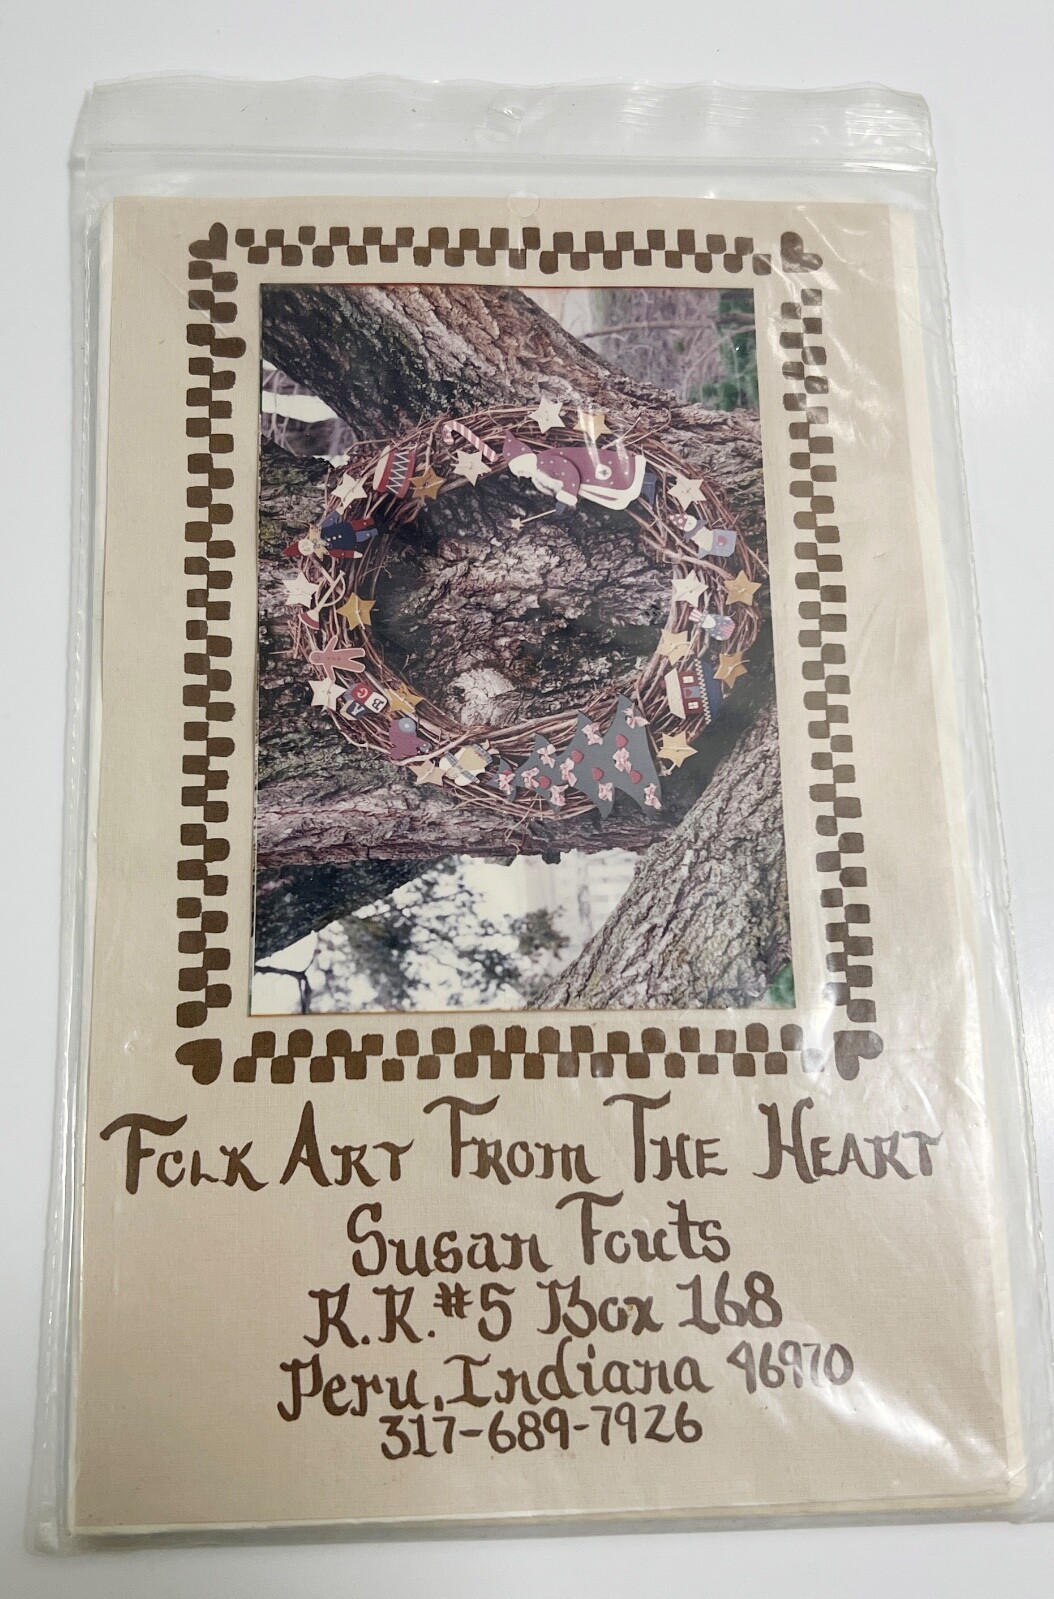 Folk Art From The Heart
Susan Fouts
R.R.#5 Box 168
Peru, Indiana 46970
317-689-7926